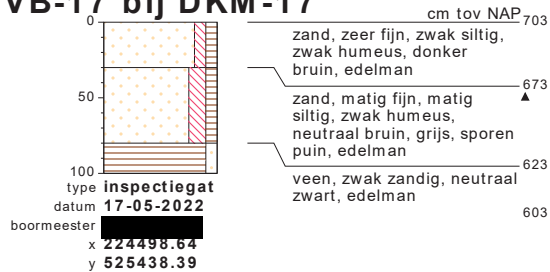 VB-17 bij DKM-17
cm tov NAP
0
703
zand, zeer fijn, zwak siltig,
zwak humeus, donker
bruin, edelman
673
50
zand, matig fijn, matig
siltig, zwak humeus,
neutraal bruin, grijs, sporen
puin, edelman
623
100
veen, zwak zandig, neutraal
zwart, edelman
603
type inspectiegat
datum 17-05-2022
boormeester
x 224498.64
y 525438.39